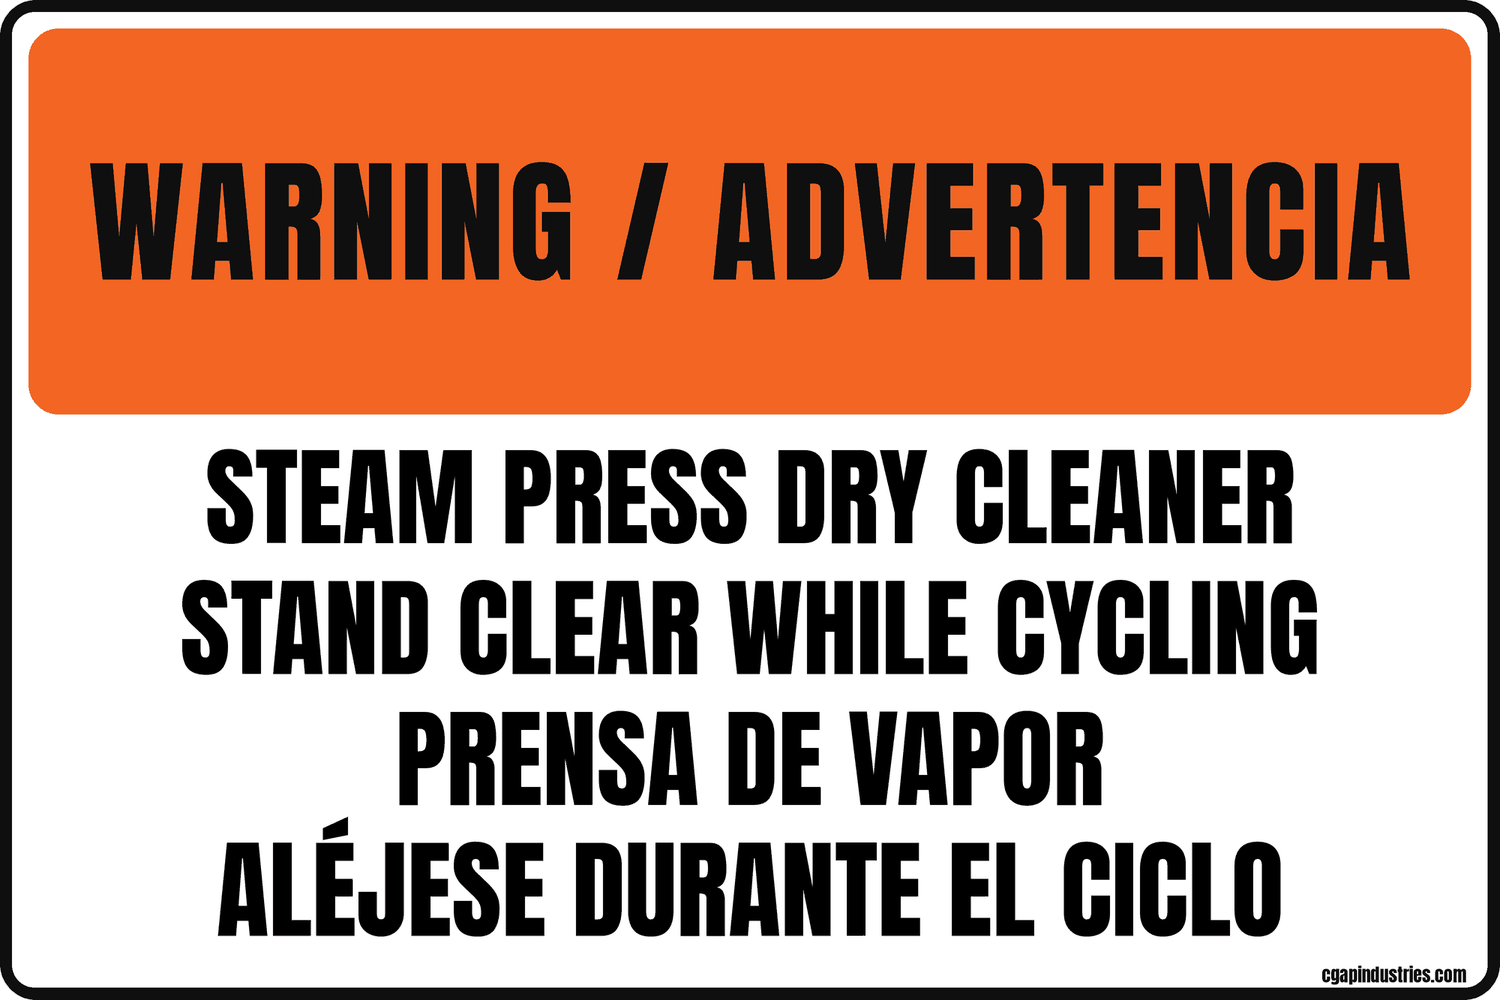 WARNING / ADVERTENCIA
STEAM PRESS DRY CLEANER
STAND CLEAR WHILE CYCLING
PRENSA DE VAPOR
ALÉJESE DURANTE EL CICLO
cgapindustries.com